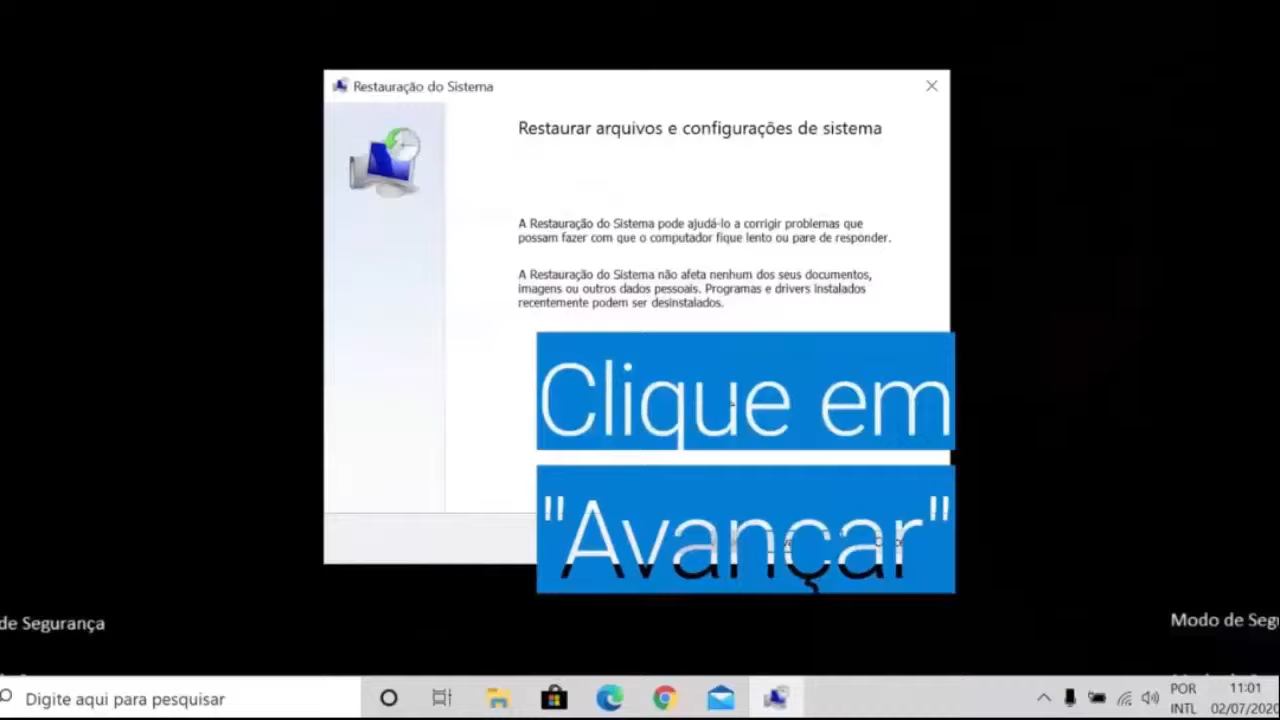 Restauração do Sistema
Restaurar arquivos e configurações de sistema
A Restauração do Sistema pode ajudá-lo a corrigir problemas que
possam fazer com que o computador fique lento ou pare de responder.
A Restauração do Sistema não afeta nenhum dos seus documentos,
imagens ou outros dados pessoais. Programas e drivers instalados
recentemente podem ser desinstalados.
Clique em
"Avançar"
de Segurança
Modo de Seg
Digite aqui para pesquisar
POR
INTL
11:01
02/07/2020